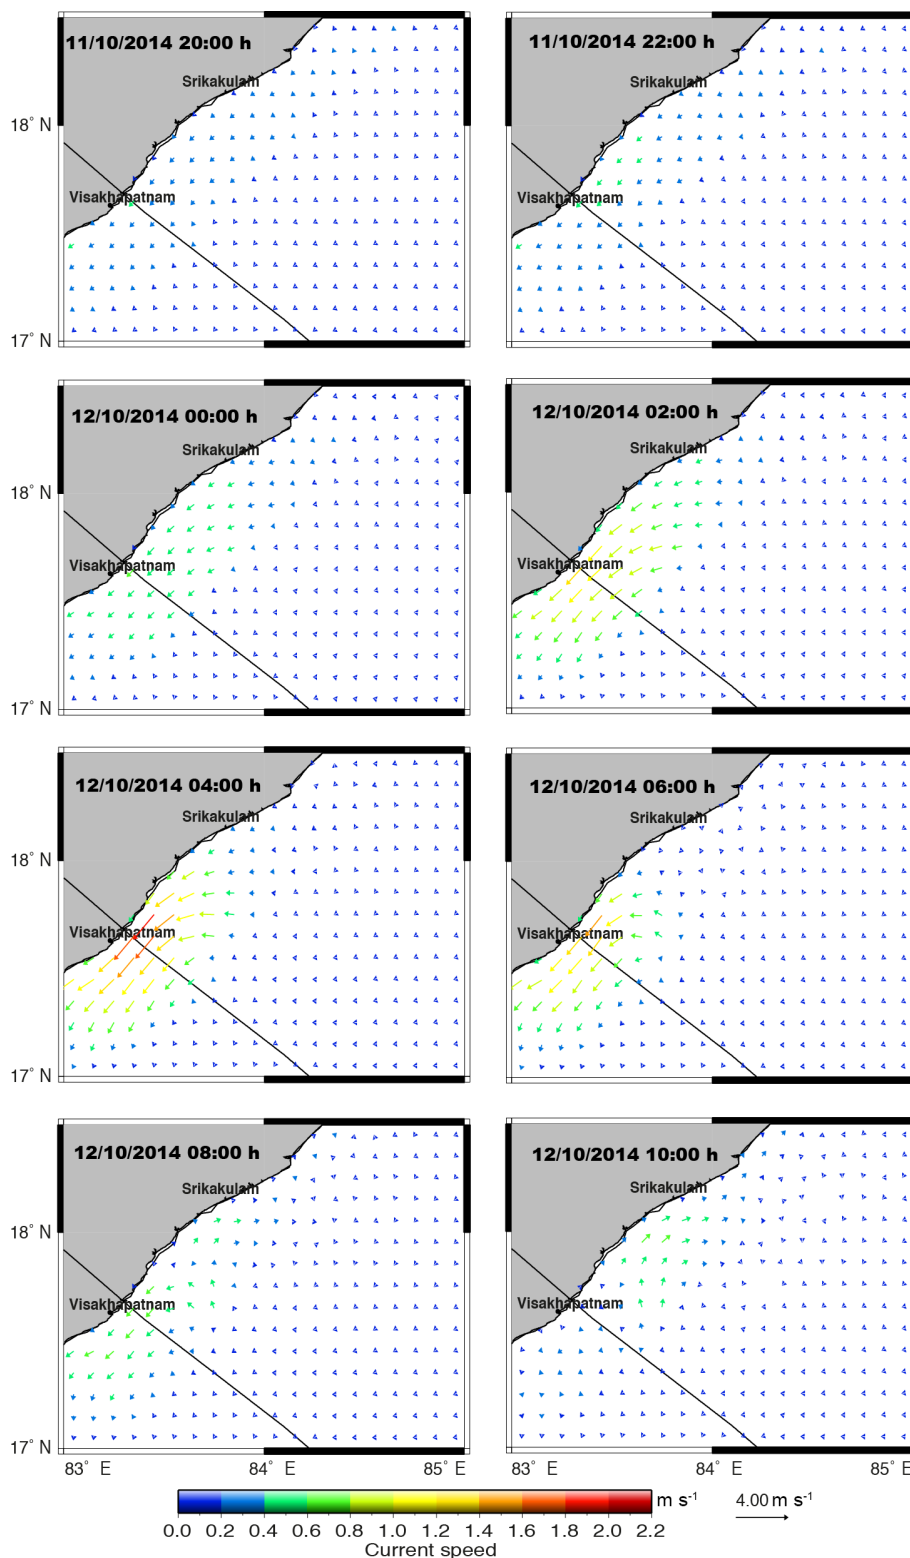 11/10/2014 20:00 h
11/10/2014 22:00 h
Srikakulam
Srikakulam
18° N
Visakhapatnam
Visakhapatnam
17° N
12/10/2014 00:00 h
12/10/2014 02:00 h
Srikakulam
Srikakulam
18° N
Visakhapatnam
Visakhapatnam
17° N
12/10/2014 04:00 h
12/10/2014 06:00 h
Srikakulam
Srikakulam
18° N
Visakhapatnam
Visakhapatnam
17° N
12/10/2014 08:00 h
12/10/2014 10:00 h
Srikakulam
Srikakulam
18° N
Visakhapatnam
Visakhapatnam
17° N
83° E 84° E 85° E
83° E 84° E 85°
m s⁻¹
4.00 m s⁻¹
0.0 0.2 0.4 0.6 0.8 1.0 1.2 1.4 1.6 1.8 2.0 2.2
Current speed